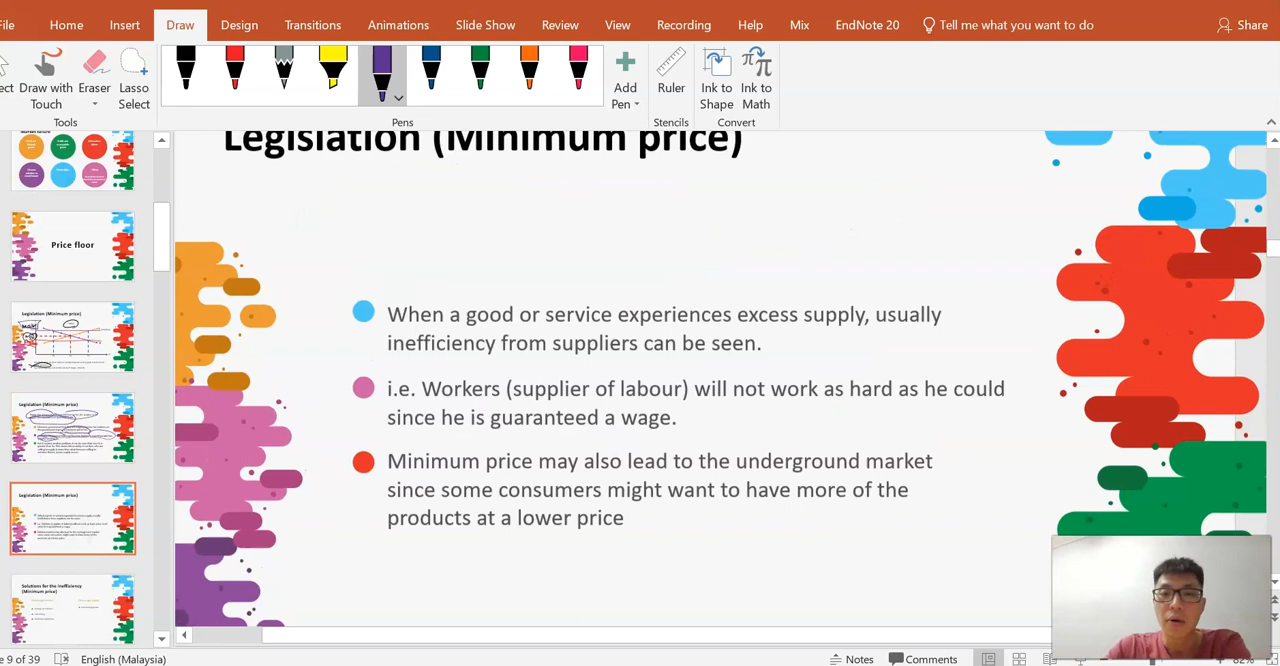 File Home Insert Draw Design Transitions Animations Slide Show Review View Recording Help Mix EndNote 20 Tell me what you want to do Share
Draw with Touch
Eraser
Lasso Select
Add Pen
Ruler
Ink to Shape
Ink to Math
Tools Pens Stencils Convert
Price floor
Legislation (Minimum price)
Legislation (Minimum price)
Legislation (Minimum price)
Solutions for the inefficiency
(Minimum price)
Legislation (Minimum price)
When a good or service experiences excess supply, usually
inefficiency from suppliers can be seen.
i.e. Workers (supplier of labour) will not work as hard as he could
since he is guaranteed a wage.
Minimum price may also lead to the underground market
since some consumers might want to have more of the
products at a lower price
9 of 39 English (Malaysia) Notes Comments 82%